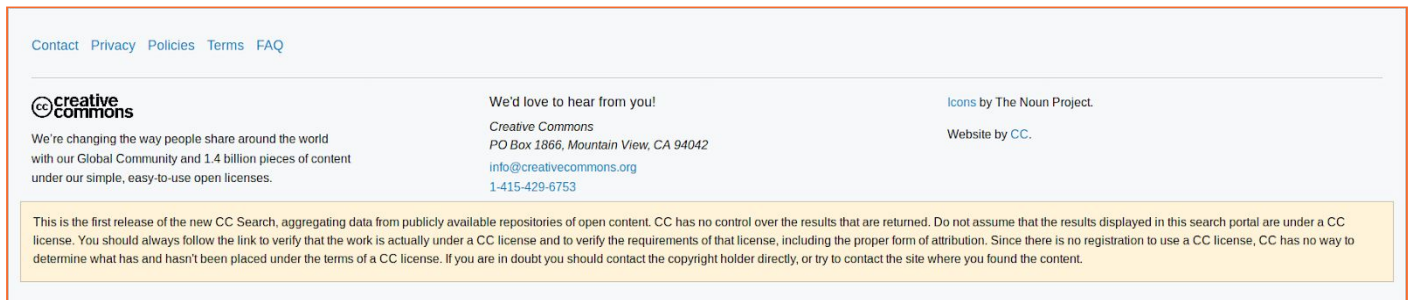 Contact Privacy Policies Terms FAQ
cc creative
commons
We're changing the way people share around the world
with our Global Community and 1.4 billion pieces of content
under our simple, easy-to-use open licenses.
We'd love to hear from you!
Creative Commons
PO Box 1866, Mountain View, CA 94042
info@creativecommons.org
1-415-429-6753
Icons by The Noun Project.
Website by CC.
This is the first release of the new CC Search, aggregating data from publicly available repositories of open content. CC has no control over the results that are returned. Do not assume that the results displayed in this search portal are under a CC
license. You should always follow the link to verify that the work is actually under a CC license and to verify the requirements of that license, including the proper form of attribution. Since there is no registration to use a CC license, CC has no way to
determine what has and hasn't been placed under the terms of a CC license. If you are in doubt you should contact the copyright holder directly, or try to contact the site where you found the content.